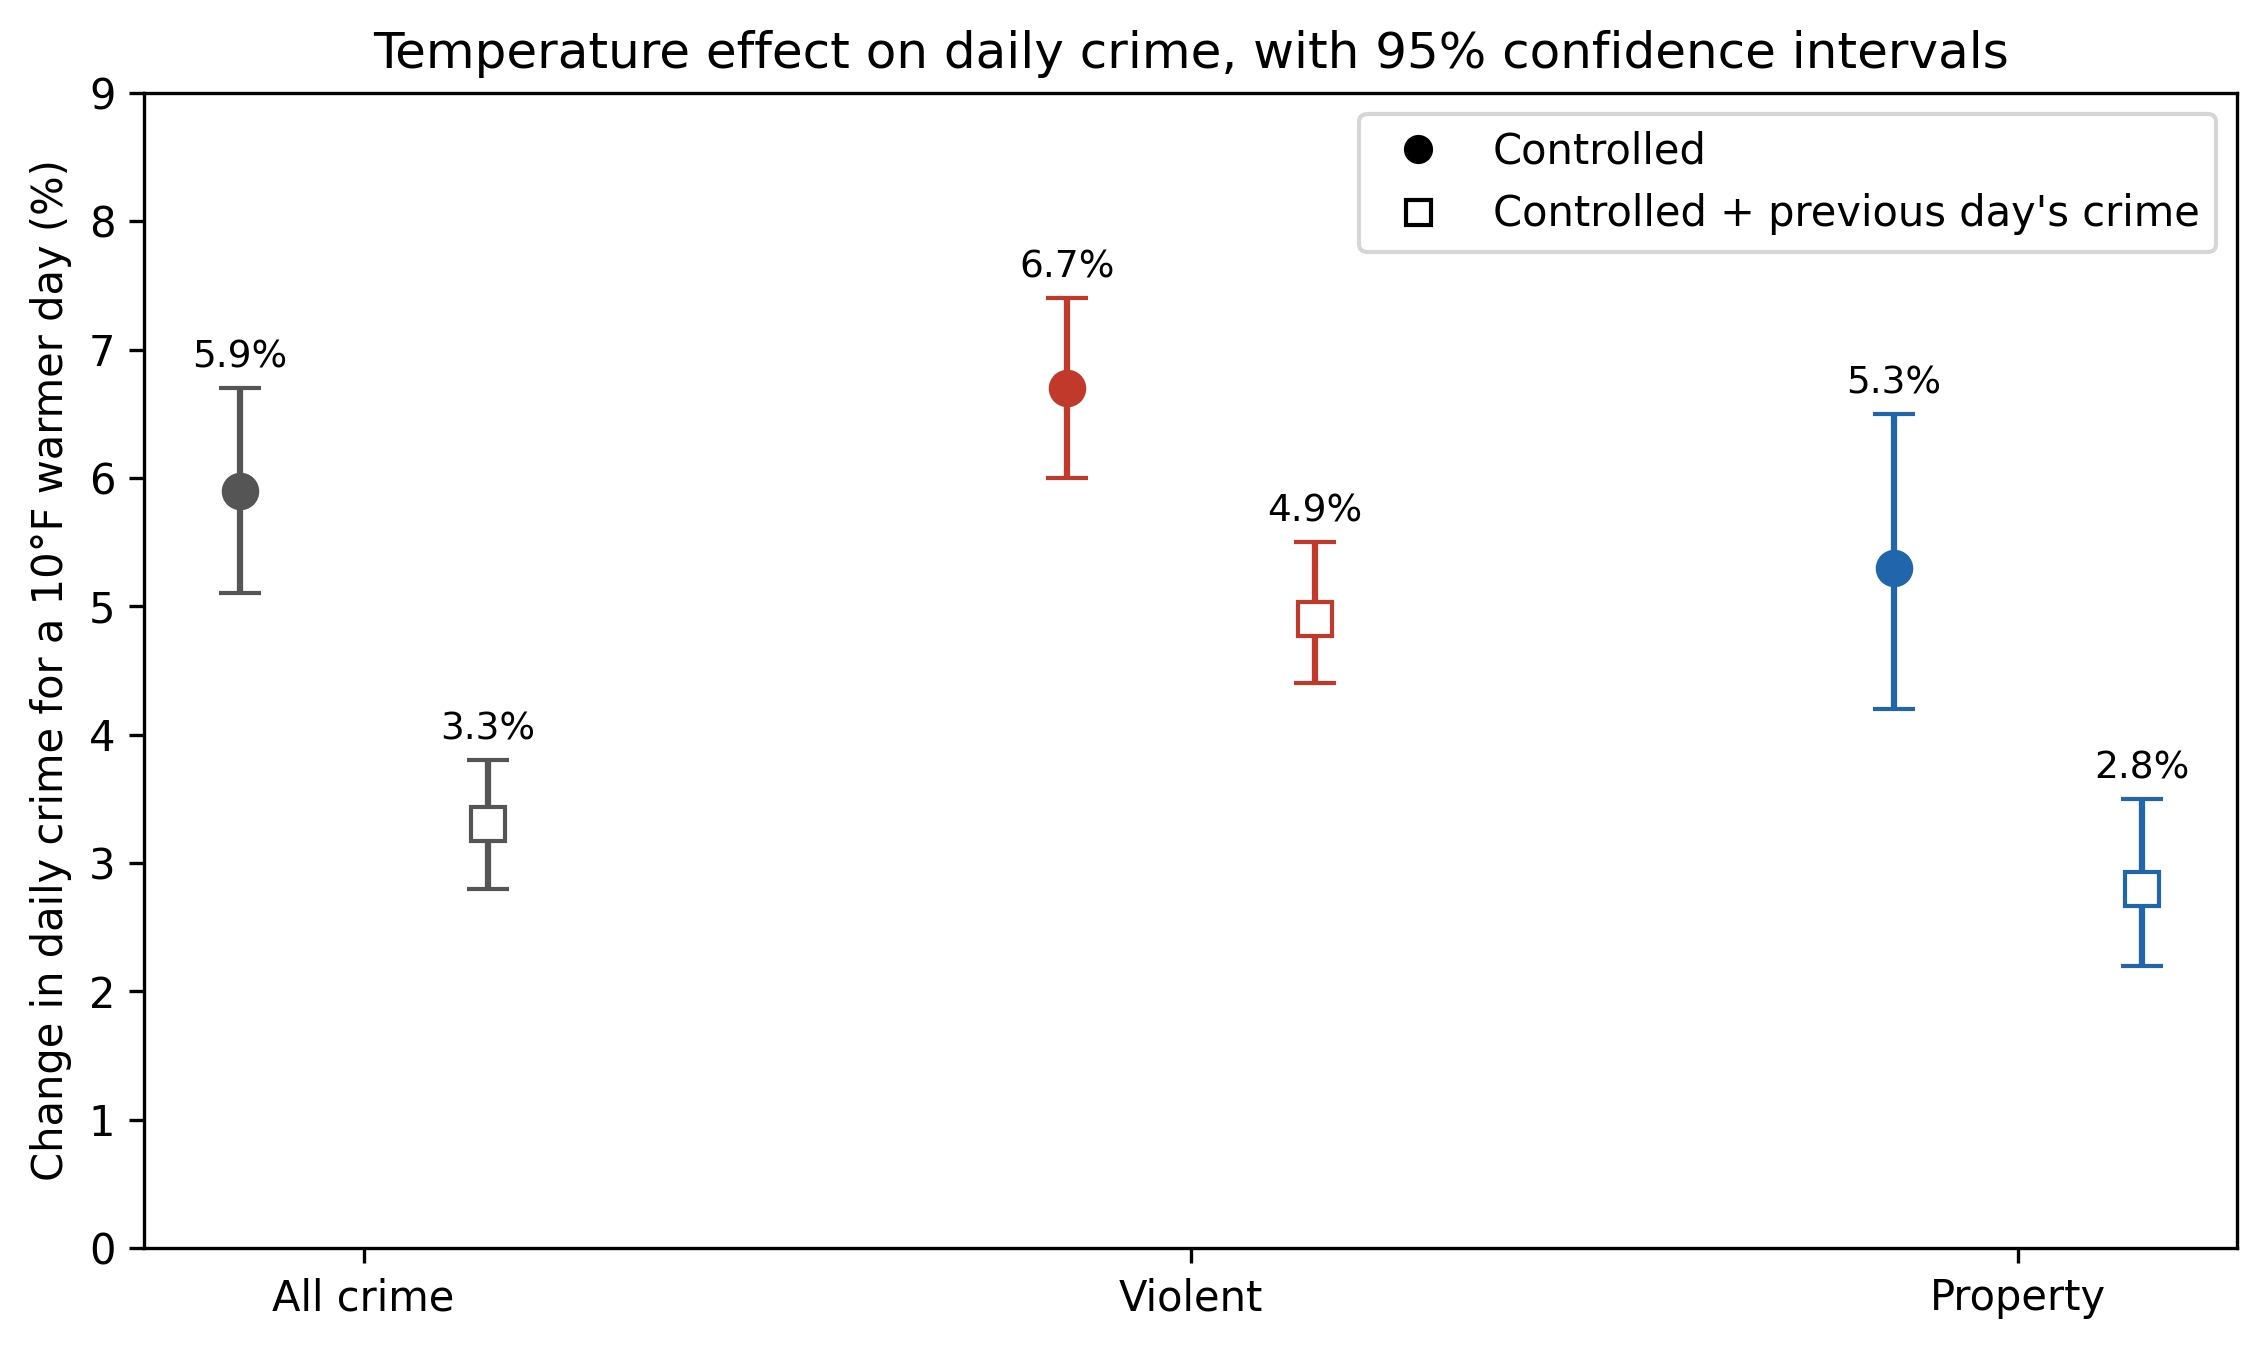 Temperature effect on daily crime, with 95% confidence intervals
Change in daily crime for a 10°F warmer day (%)
9
8
7
6
5
4
3
2
1
0
Controlled
Controlled + previous day's crime
5.9%
3.3%
6.7%
4.9%
5.3%
2.8%
All crime
Violent
Property